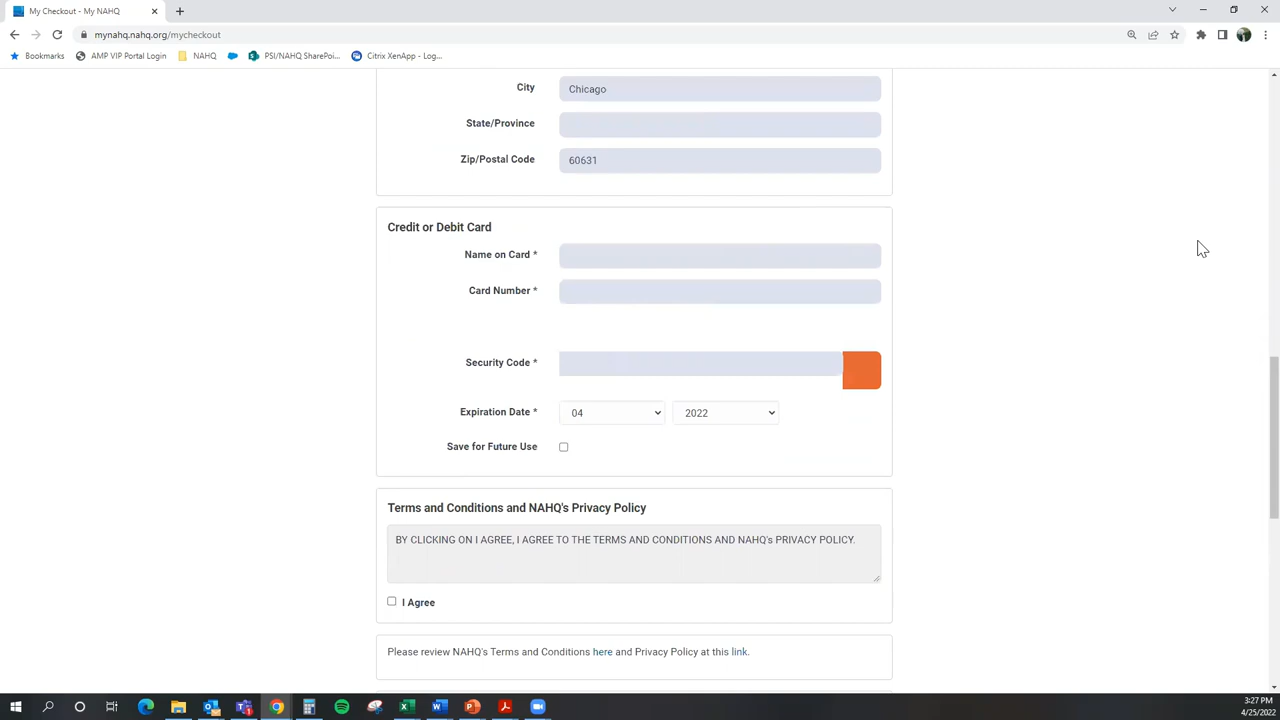 My Checkout - My NAHQ
mynahq.nahq.org/mycheckout
Bookmarks AMP VIP Portal Login NAHQ PSI/NAHQ SharePoi... Citrix XenApp - Log...
City Chicago
State/Province
Zip/Postal Code 60631
Credit or Debit Card
Name on Card *
Card Number *
Security Code *
Expiration Date * 04 2022
Save for Future Use
Terms and Conditions and NAHQ's Privacy Policy
BY CLICKING ON I AGREE, I AGREE TO THE TERMS AND CONDITIONS AND NAHQ's PRIVACY POLICY.
I Agree
Please review NAHQ's Terms and Conditions here and Privacy Policy at this link.
3:27 PM
4/25/2022